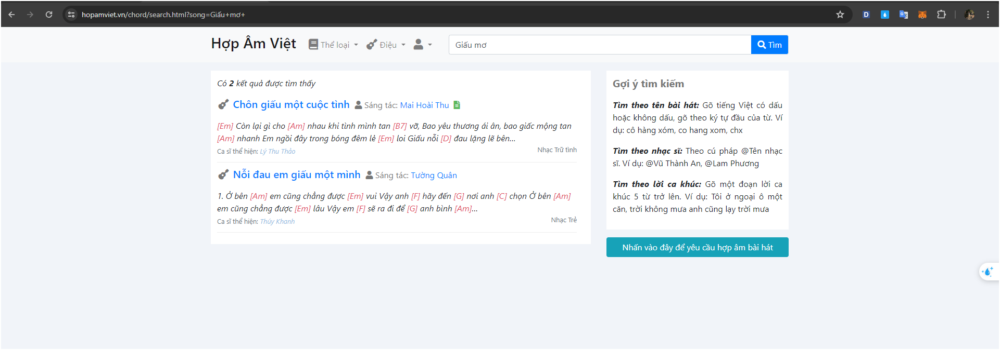 hopamviet.vn/chord/search.html?song=Giấu+mơ+
Hợp Âm Việt
Thể loại
Điệu
Giấu mơ
Tìm
Có 2 kết quả được tìm thấy
Chôn giấu một cuộc tình Sáng tác: Mai Hoài Thu
[Em] Còn lại gì cho [Am] nhau khi tình mình tan [B7] vỡ, Bao yêu thương ái ân, bao giấc mộng tan
[Am] nhanh Em ngồi đây trong bóng đêm lẻ [Em] loi Giấu nỗi [D] đau lặng lẽ bên...
Ca sĩ thể hiện: Lý Thu Thảo
Nhạc Trữ tình
Nỗi đau em giấu một mình Sáng tác: Tường Quân
1. Ở bên [Am] em cũng chẳng được [Em] vui Vậy anh [F] hãy đến [G] nơi anh [C] chọn Ở bên [Am]
em cũng chẳng được [Em] lâu Vậy em [F] sẽ ra đi để [G] anh bình [Am]...
Ca sĩ thể hiện: Thúy Khanh
Nhạc Trẻ
Gợi ý tìm kiếm
Tìm theo tên bài hát: Gõ tiếng Việt có dấu
hoặc không dấu, gõ theo ký tự đầu của từ. Ví
dụ: cô hàng xóm, co hang xom, chx
Tìm theo nhạc sĩ: Theo cú pháp @Tên nhạc
sĩ. Ví dụ: @Vũ Thành An, @Lam Phương
Tìm theo lời ca khúc: Gõ một đoạn lời ca
khúc 5 từ trở lên. Ví dụ: Tôi ở ngoại ô một
căn, trời không mưa anh cũng lạy trời mưa
Nhấn vào đây để yêu cầu hợp âm bài hát